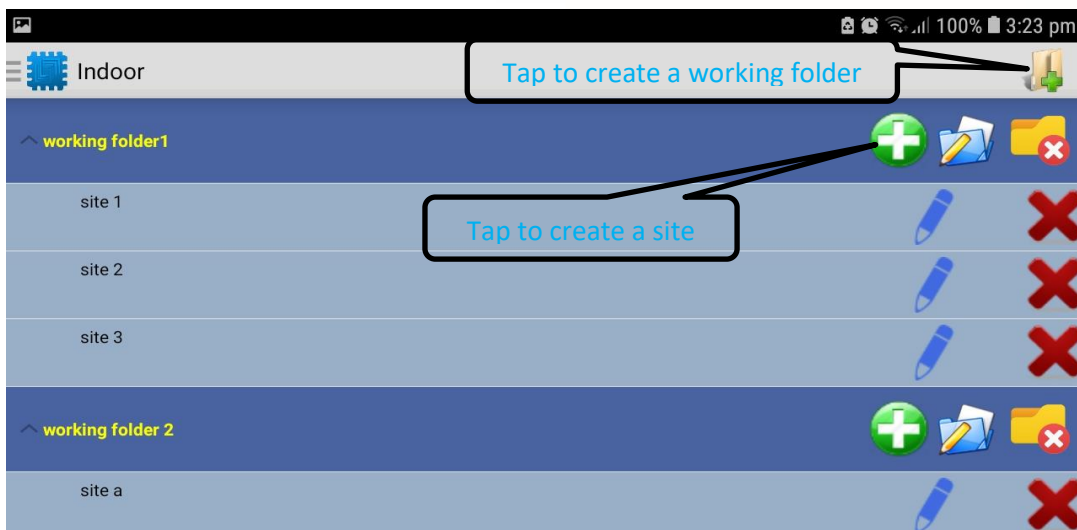 100% 3:23 pm
Indoor
Tap to create a working folder
working folder1
site 1
Tap to create a site
site 2
site 3
working folder 2
site a